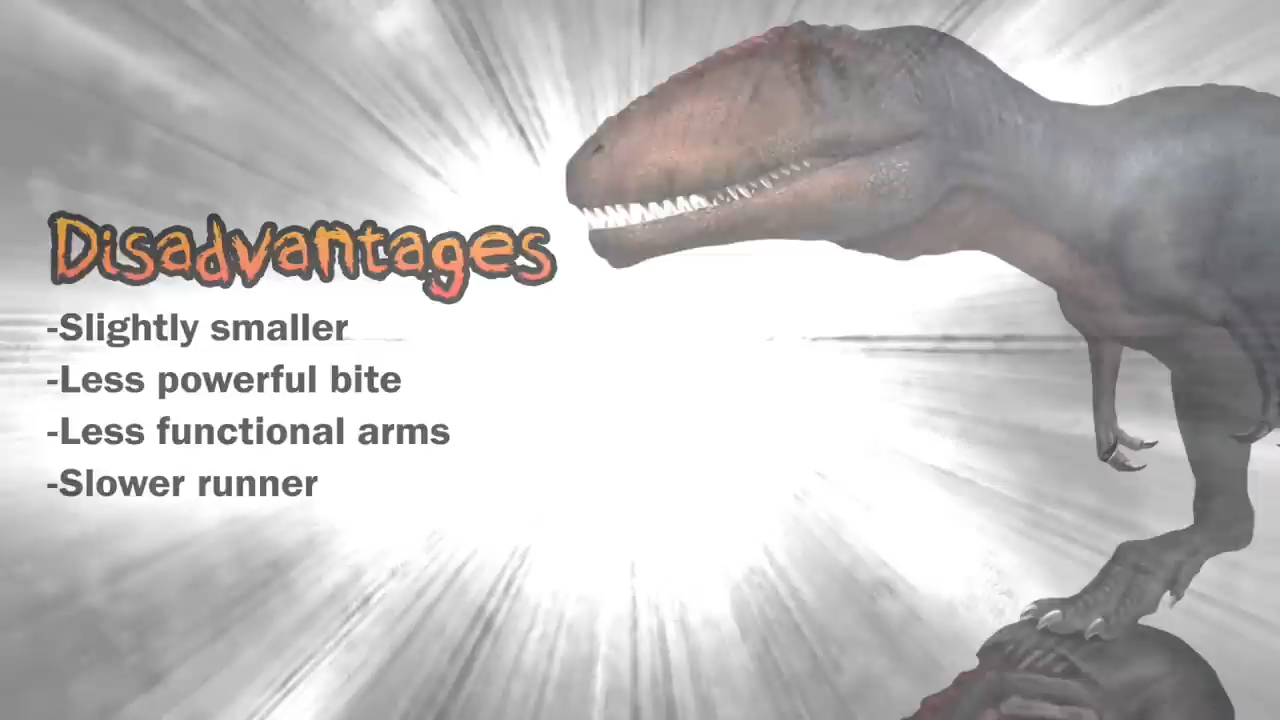 Disadvantages
-Slightly smaller
-Less powerful bite
-Less functional arms
-Slower runner